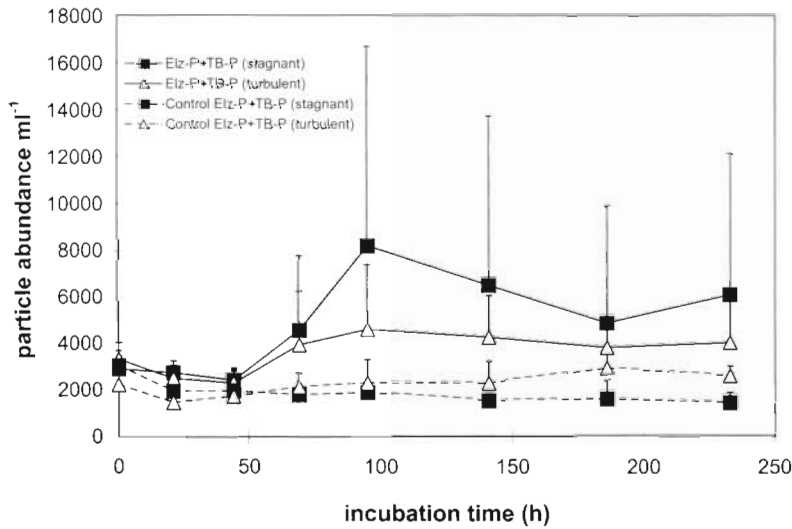 18000
16000
14000
12000
10000
8000
6000
4000
2000
0
particle abundance ml-1
Elz-P+TB-P (stagnant)
Elz-P+TB-P (turbulent)
Control Elz-P+TB-P (stagnant)
Control Elz-P+TB-P (turbulent)
0 50 100 150 200 250
incubation time (h)